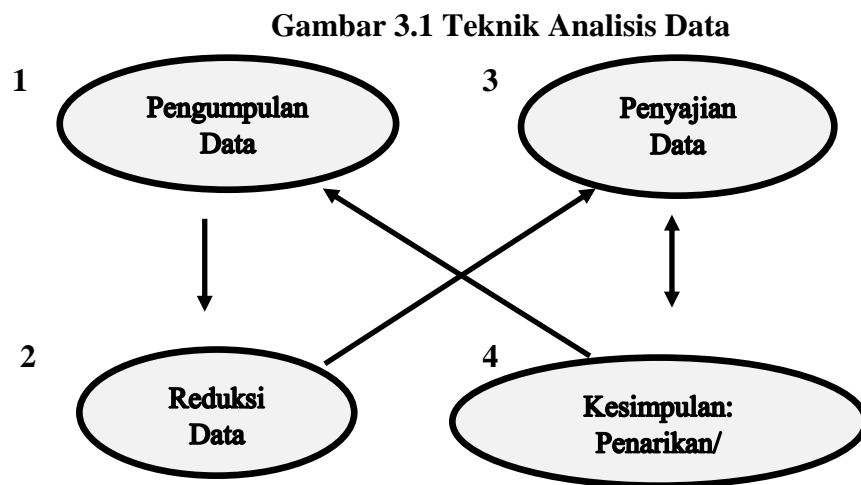 Gambar 3.1 Teknik Analisis Data
1
Pengumpulan
Data
3
Penyajian
Data
2
Reduksi
Data
4
Kesimpulan:
Penarikan/